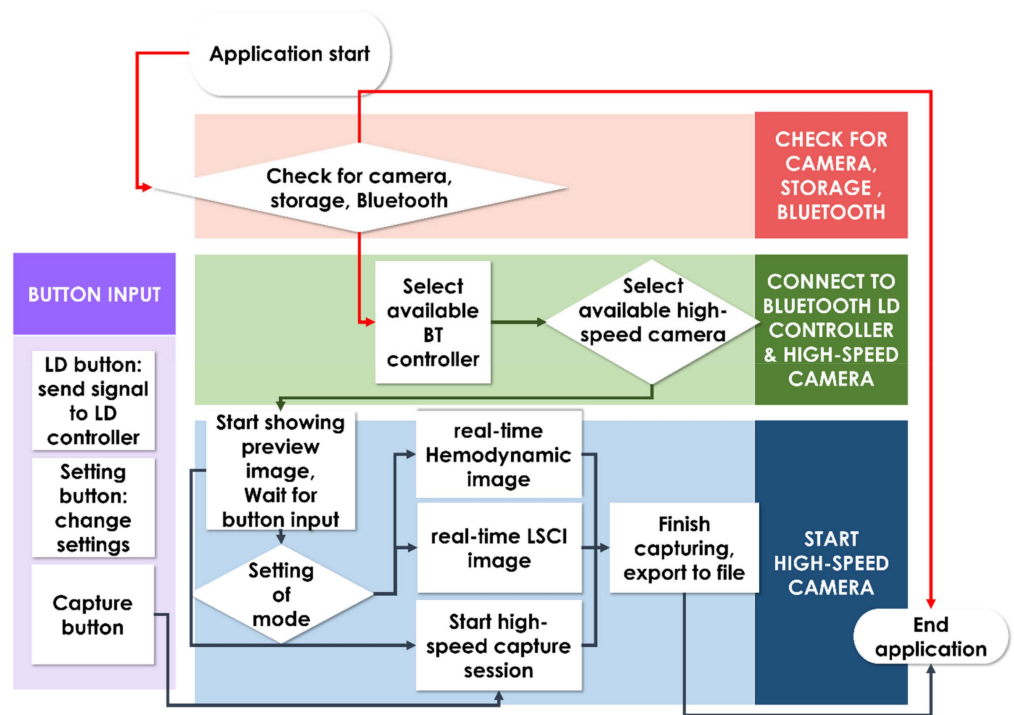 Application start
CHECK FOR
CAMERA,
STORAGE ,
BLUETOOTH
Check for camera,
storage, Bluetooth
BUTTON INPUT
Select
available
BT
controller
Select
available high-
speed camera
CONNECT TO
BLUETOOTH LD
CONTROLLER
& HIGH-SPEED
CAMERA
LD button:
send signal
to LD
controller
Setting
button:
change
settings
Capture
button
Start showing
preview
image,
Wait for
button input
Setting
of
mode
real-time
Hemodynamic
image
real-time LSCI
image
Start high-
speed capture
session
Finish
capturing,
export to file
START
HIGH-SPEED
CAMERA
End
application